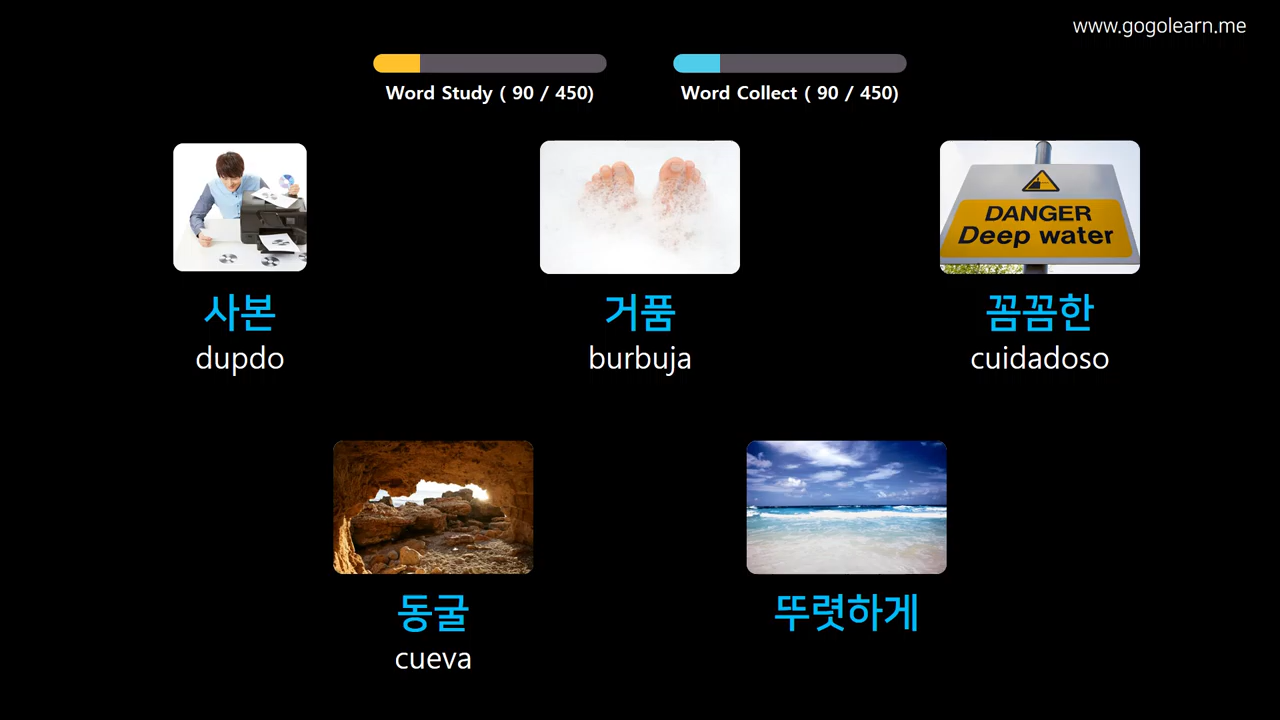 www.gogolearn.me
Word Study ( 90 / 450)
Word Collect ( 90 / 450)
DANGER
Deep water
사본
dupdo
거품
burbuja
꼼꼼한
cuidadoso
동굴
cueva
뚜렷하게